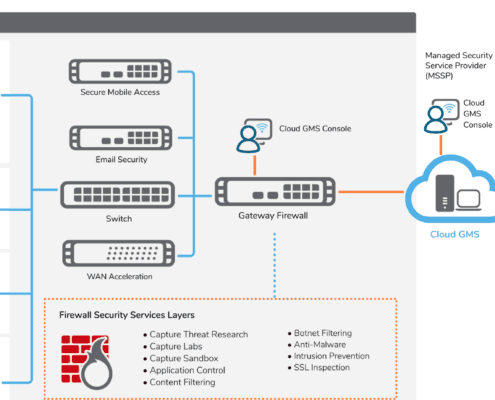 Managed Security
Service Provider
(MSSP)
Secure Mobile Access
Cloud
GMS
Console
Cloud GMS Console
Email Security
Switch
Gateway Firewall
Cloud GMS
WAN Acceleration
Firewall Security Services Layers
• Capture Threat Research
• Capture Labs
• Capture Sandbox
• Application Control
• Content Filtering
• Botnet Filtering
• Anti-Malware
• Intrusion Prevention
• SSL Inspection